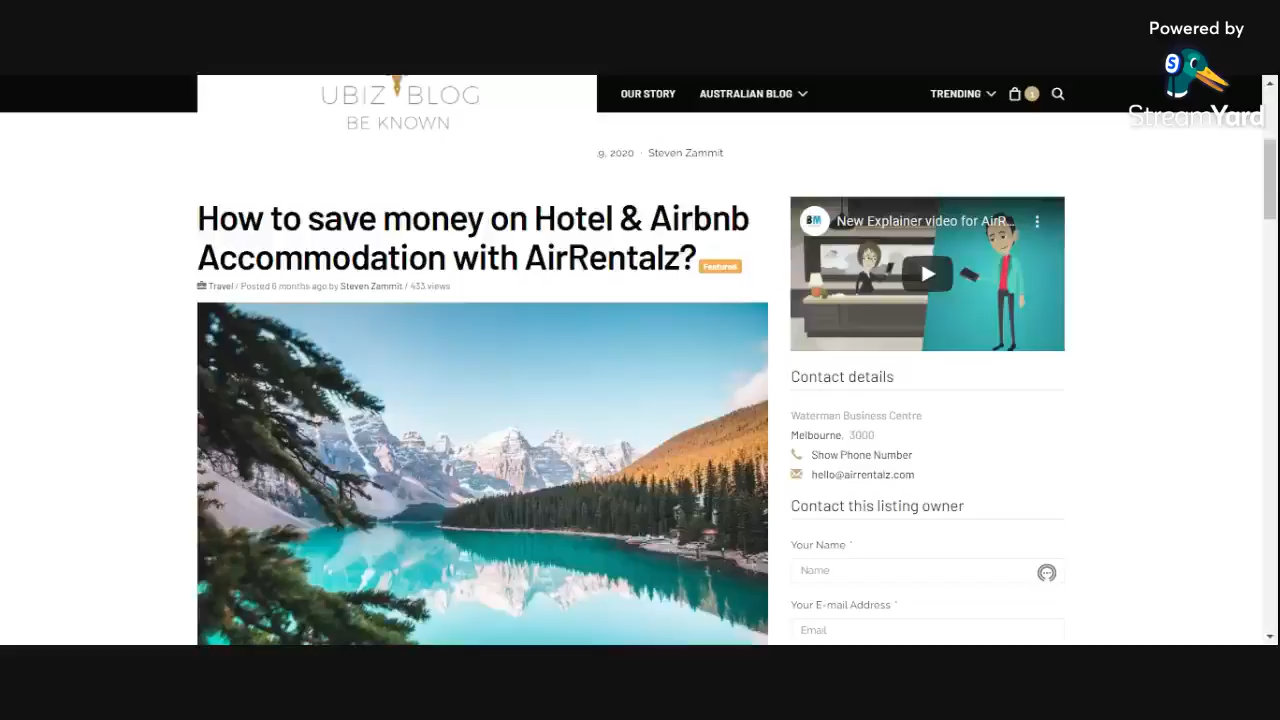 Powered by
StreamYard
UBIZ BLOG
BE KNOWN
OUR STORY
AUSTRALIAN BLOG
TRENDING
1
9, 2020 · Steven Zammit
How to save money on Hotel & Airbnb
Accommodation with AirRentalz?
Featured
Travel / Posted 6 months ago by Steven Zammit / 433 views
BM
New Explainer video for AirR...
Contact details
Waterman Business Centre
Melbourne, 3000
Show Phone Number
hello@airrentalz.com
Contact this listing owner
Your Name *
Name
Your E-mail Address *
Email